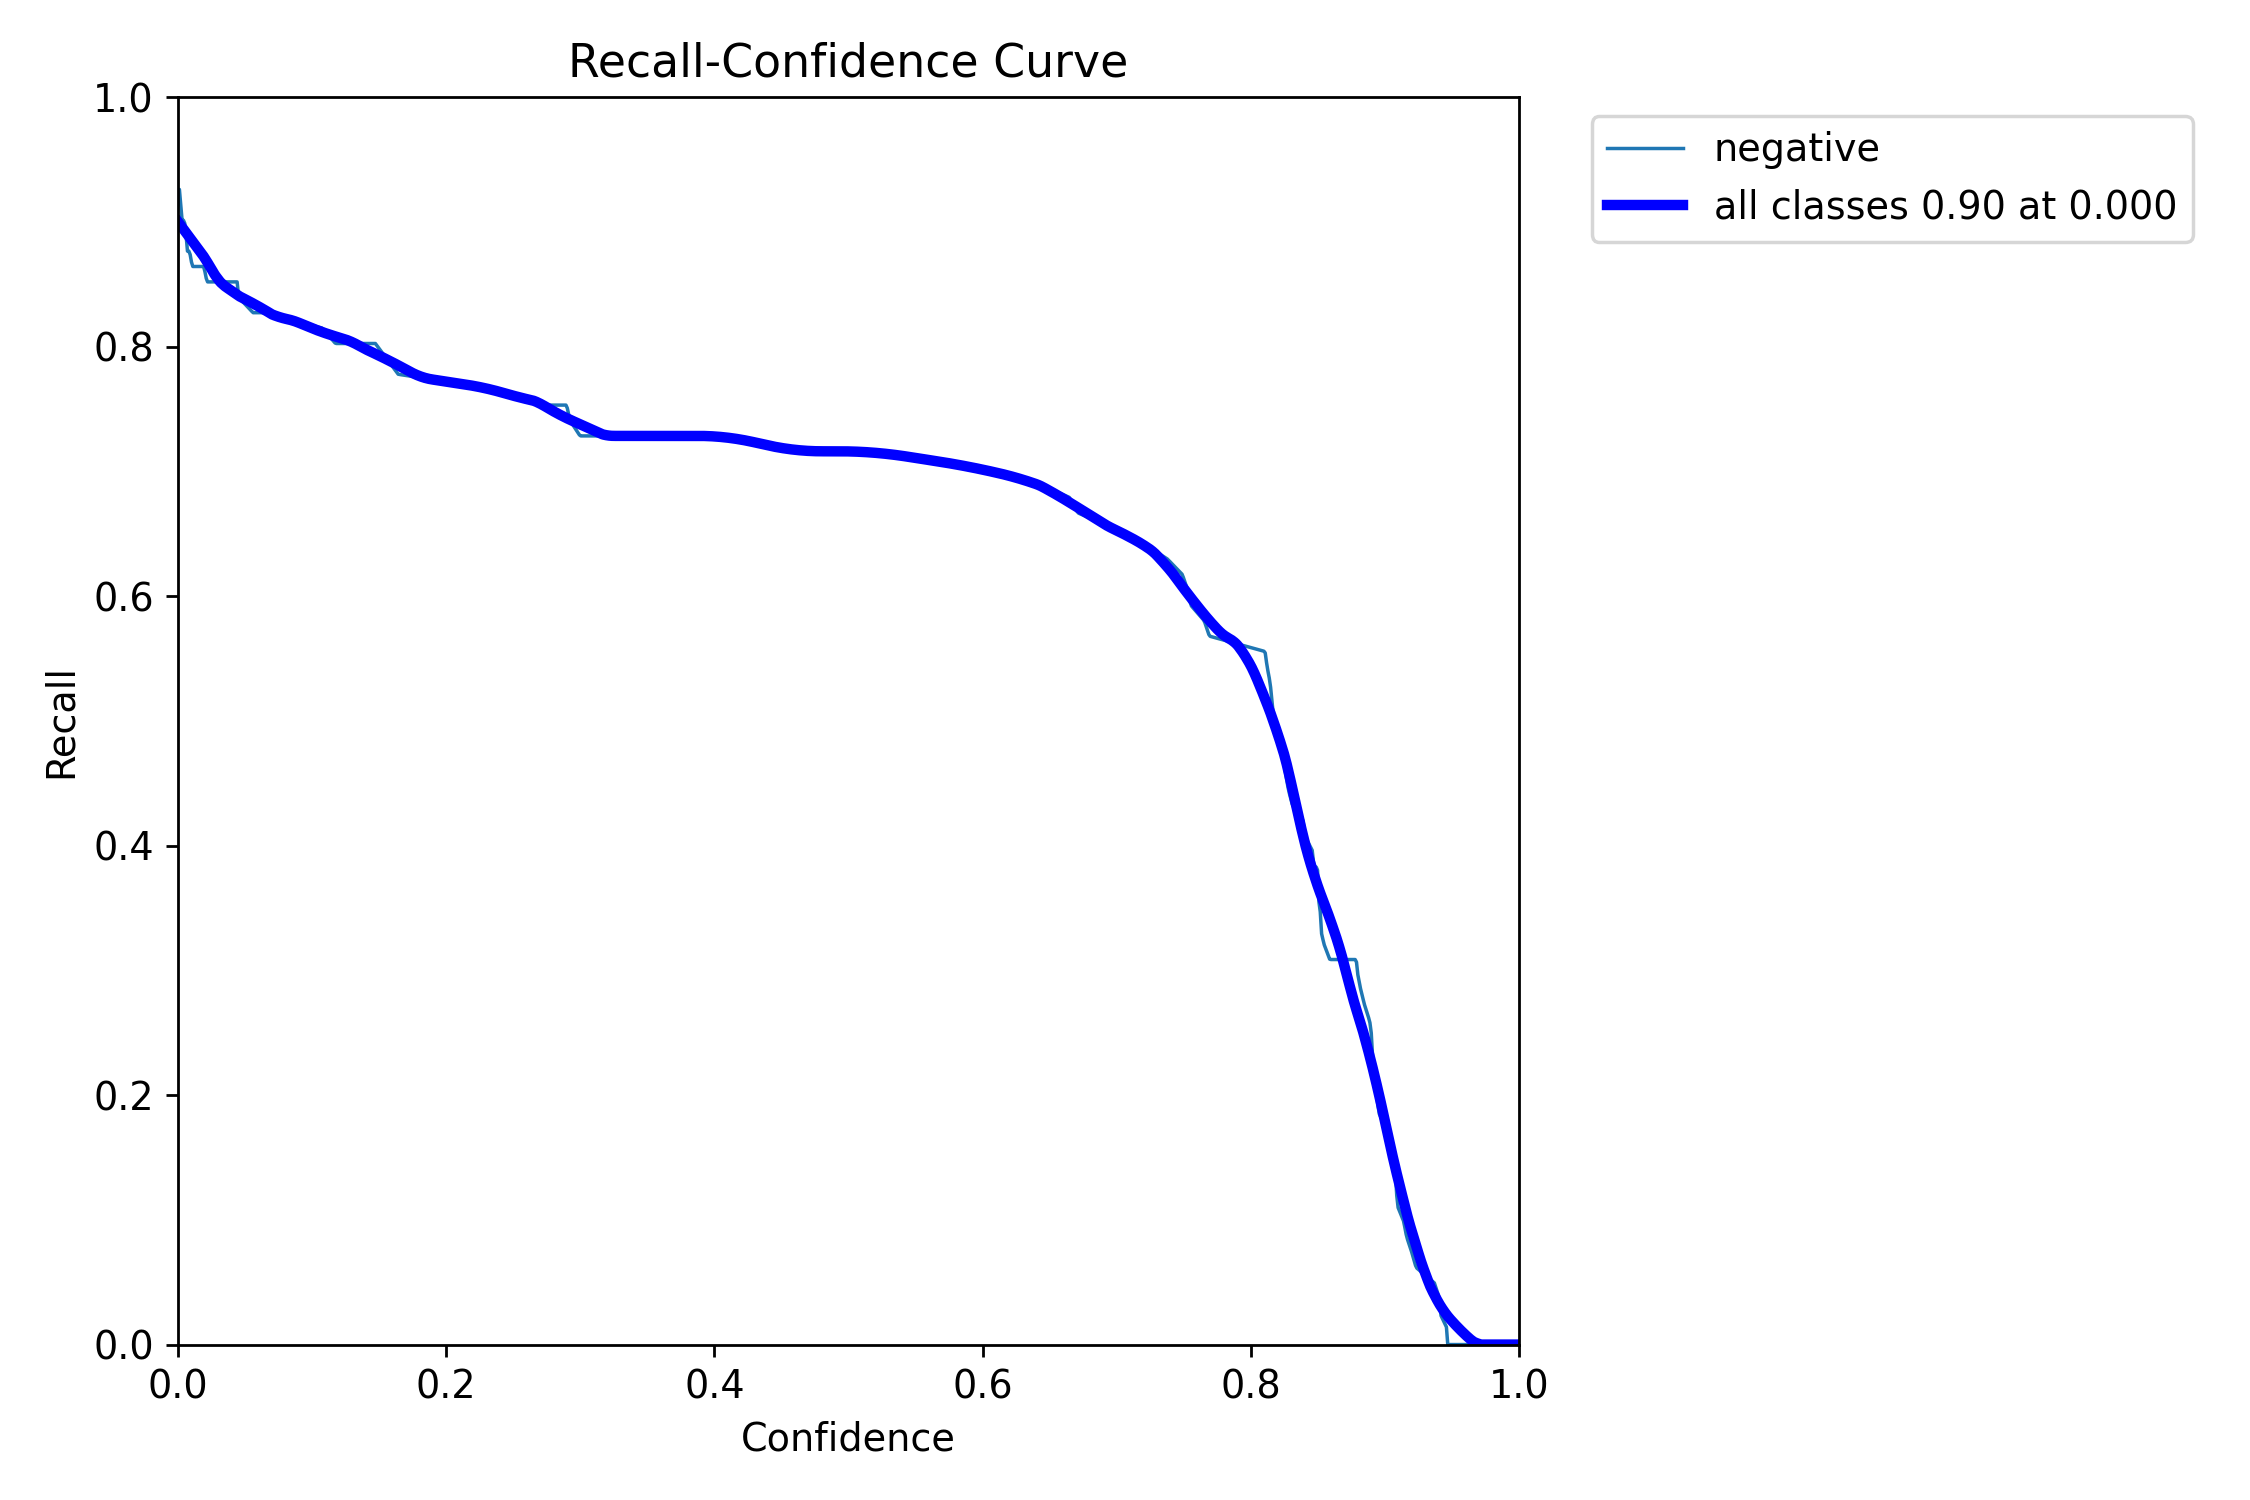 Recall-Confidence Curve
1.0
0.8
0.6
0.4
0.2
0.0
Recall
0.0 0.2 0.4 0.6 0.8 1.0
Confidence
negative
all classes 0.90 at 0.000